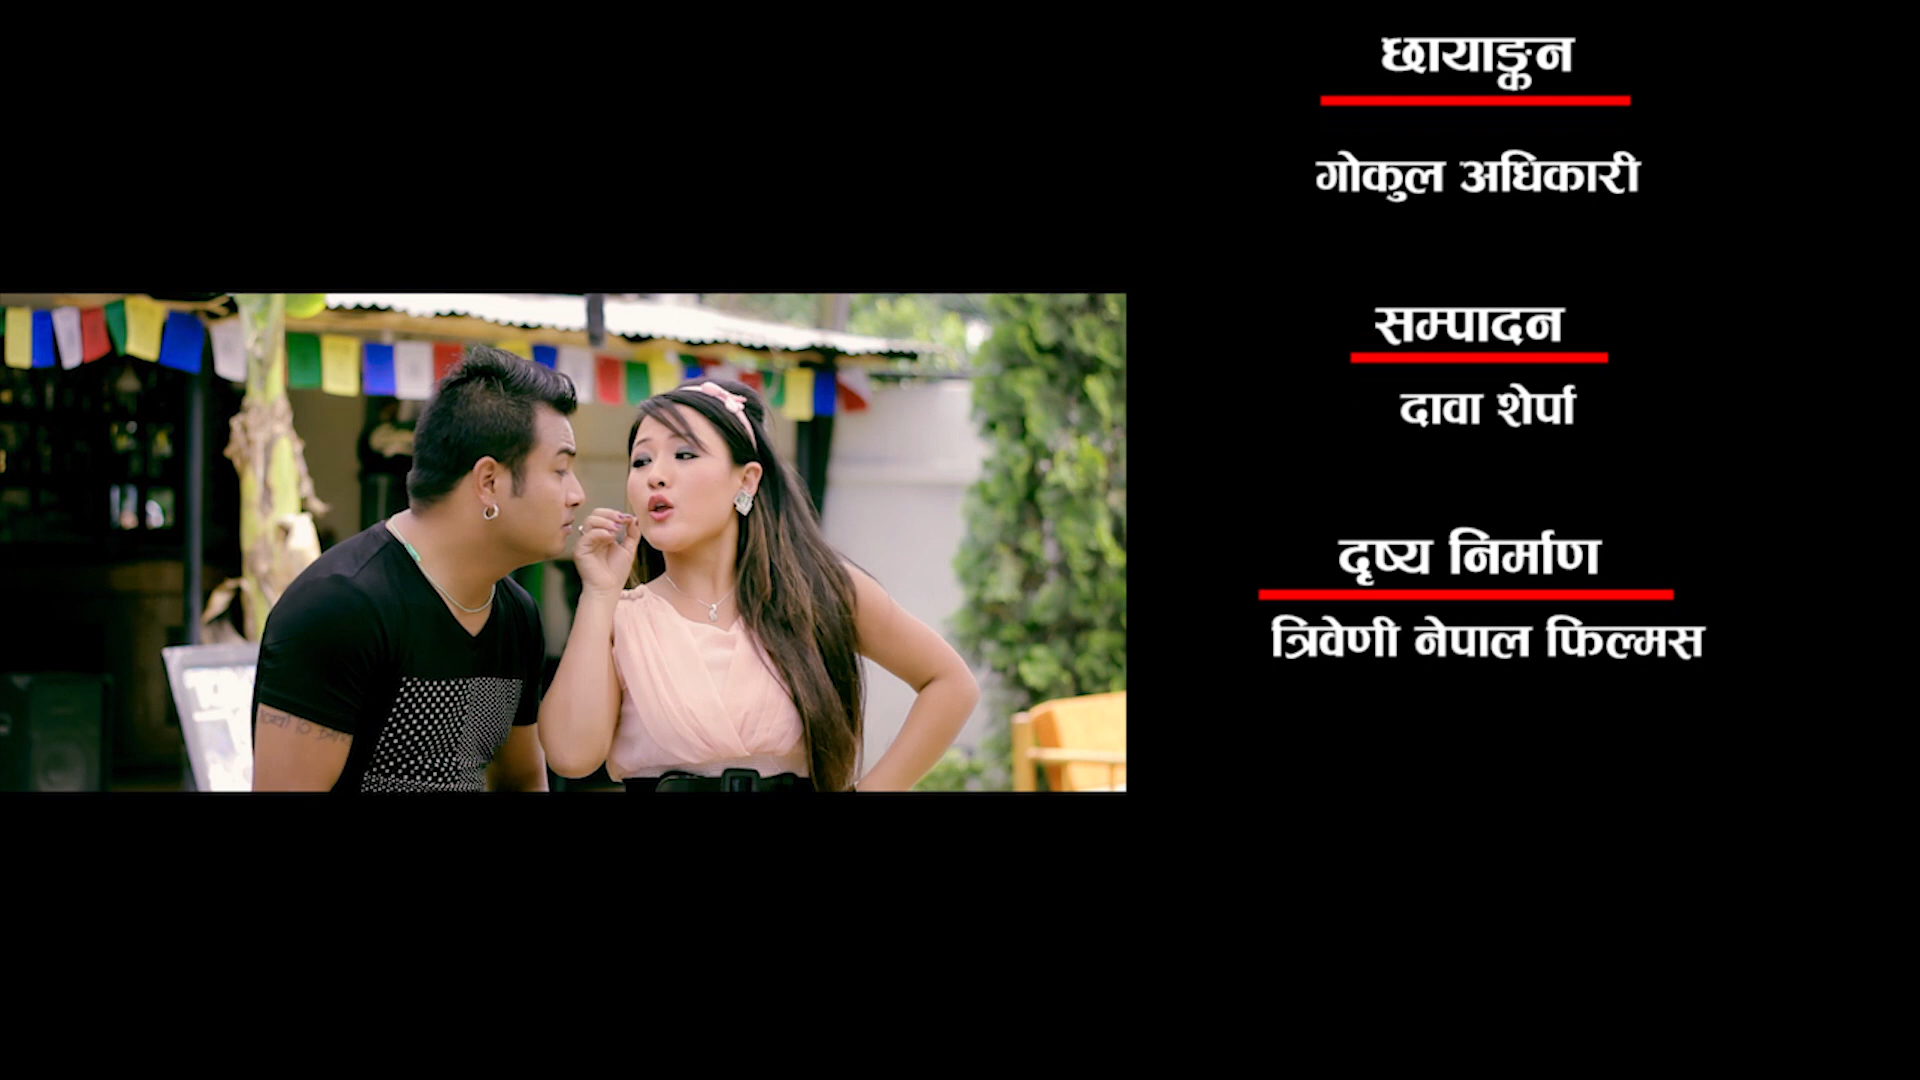 छायाङ्कन
गोकुल अधिकारी
सम्पादन
दावा शेर्पा
दृष्य निर्माण
त्रिवेणी नेपाल फिल्मस